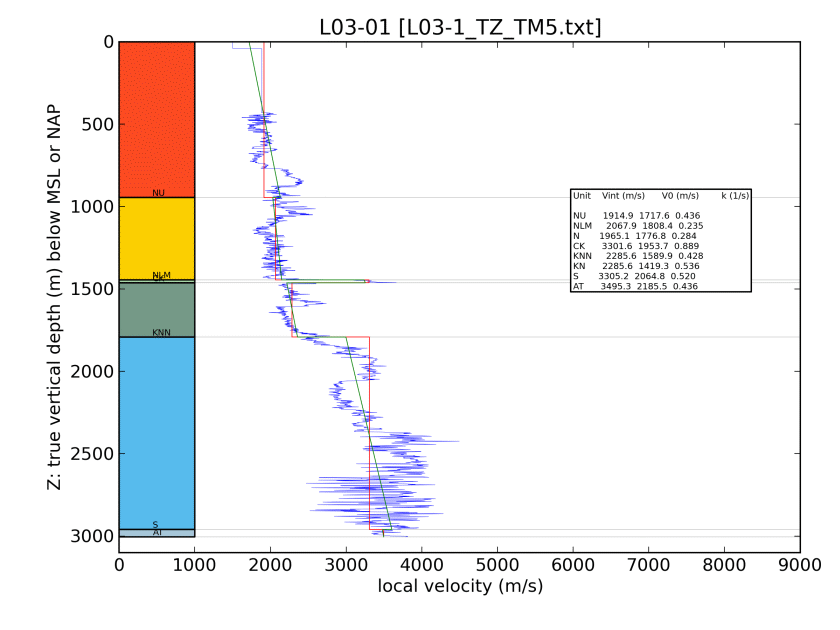 L03-01 [L03-1_TZ_TM5.txt]
Z: true vertical depth (m) below MSL or NAP
0
500
1000
1500
2000
2500
3000
NU
NLM
CK
KNN
S
AT
Unit Vint (m/s) V0 (m/s) k (1/s)
NU 1914.9 1717.6 0.436
NLM 2067.9 1808.4 0.235
N 1965.1 1776.8 0.284
CK 3301.6 1953.7 0.889
KNN 2285.6 1589.9 0.428
KN 2285.6 1419.3 0.536
S 3305.2 2064.8 0.520
AT 3495.3 2185.5 0.436
0 1000 2000 3000 4000 5000 6000 7000 8000 9000
local velocity (m/s)